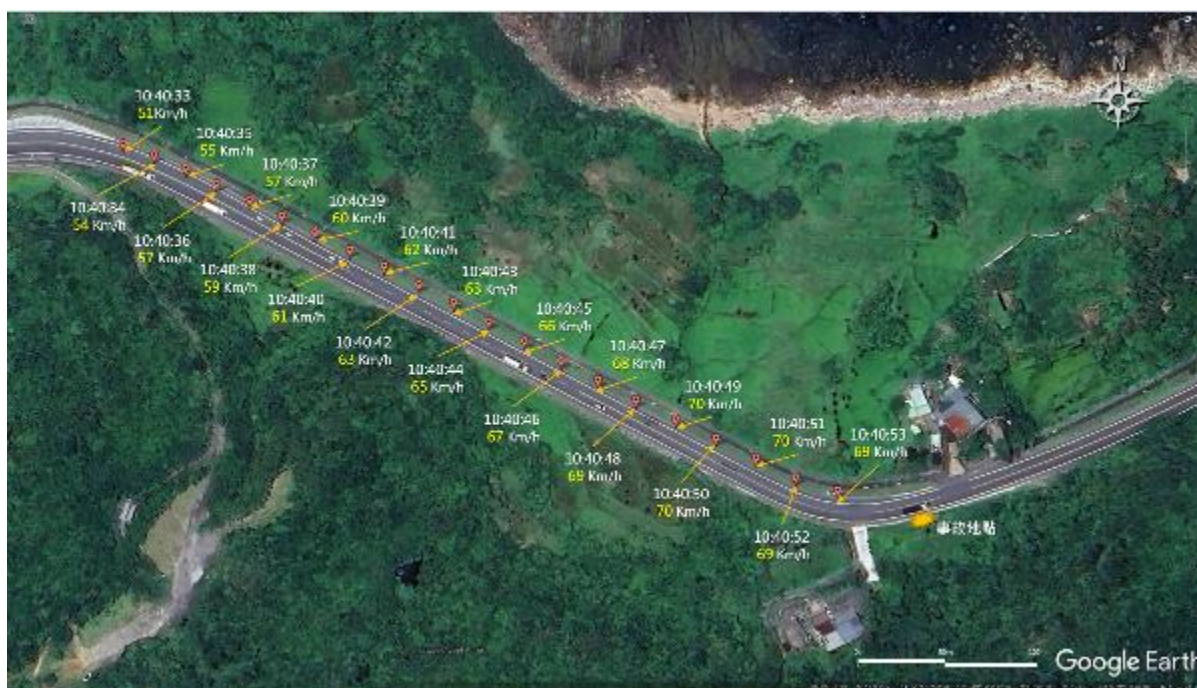 N
10:40:33
51Km/h
10:40:34
54 Km/h
10:40:35
55 Km/h
10:40:36
57 Km/h
10:40:37
57 Km/h
10:40:38
59 Km/h
10:40:39
60 Km/h
10:40:40
61 Km/h
10:40:41
62 Km/h
10:40:42
63 Km/h
10:40:43
63 Km/h
10:40:44
65 Km/h
10:40:45
66 Km/h
10:40:46
67 Km/h
10:40:47
68 Km/h
10:40:48
69 Km/h
10:40:49
70 Km/h
10:40:50
70 Km/h
10:40:51
70 Km/h
10:40:52
69 Km/h
10:40:53
69 Km/h
事故地點
Google Earth